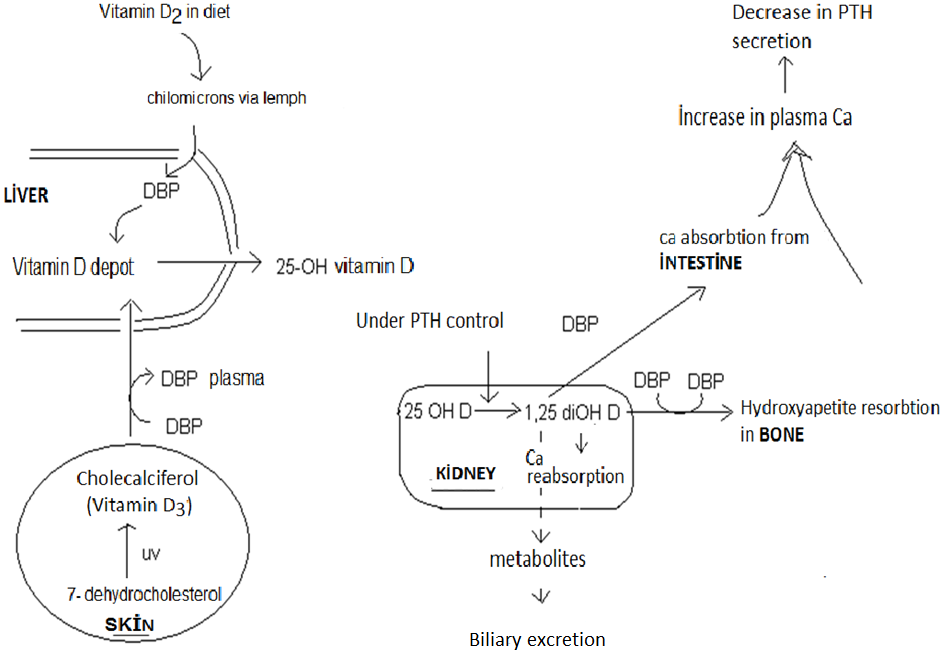 Vitamin D2 in diet
chilomicrons via lemph
LİVER
DBP
Vitamin D depot
25-OH vitamin D
DBP plasma
DBP
Cholecalciferol
(Vitamin D3)
uv
7- dehydrocholesterol
SKİN
Decrease in PTH
secretion
İncrease in plasma Ca
ca absorbtion from
İNTESTİNE
Under PTH control
DBP
25 OH D
1,25 diOH D
DBP DBP
Hydroxyapetite resorbtion
in BONE
KİDNEY
Ca
reabsorption
metabolites
Biliary excretion